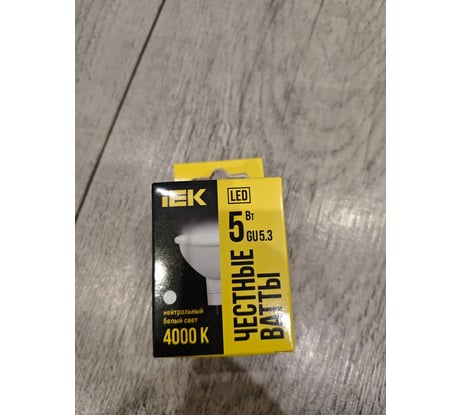 IEK
нейтральный
белый свет
4000 K
LED
5 Вт
GU5.3
ЧЕСТНЫЕ
ВАТТЫ